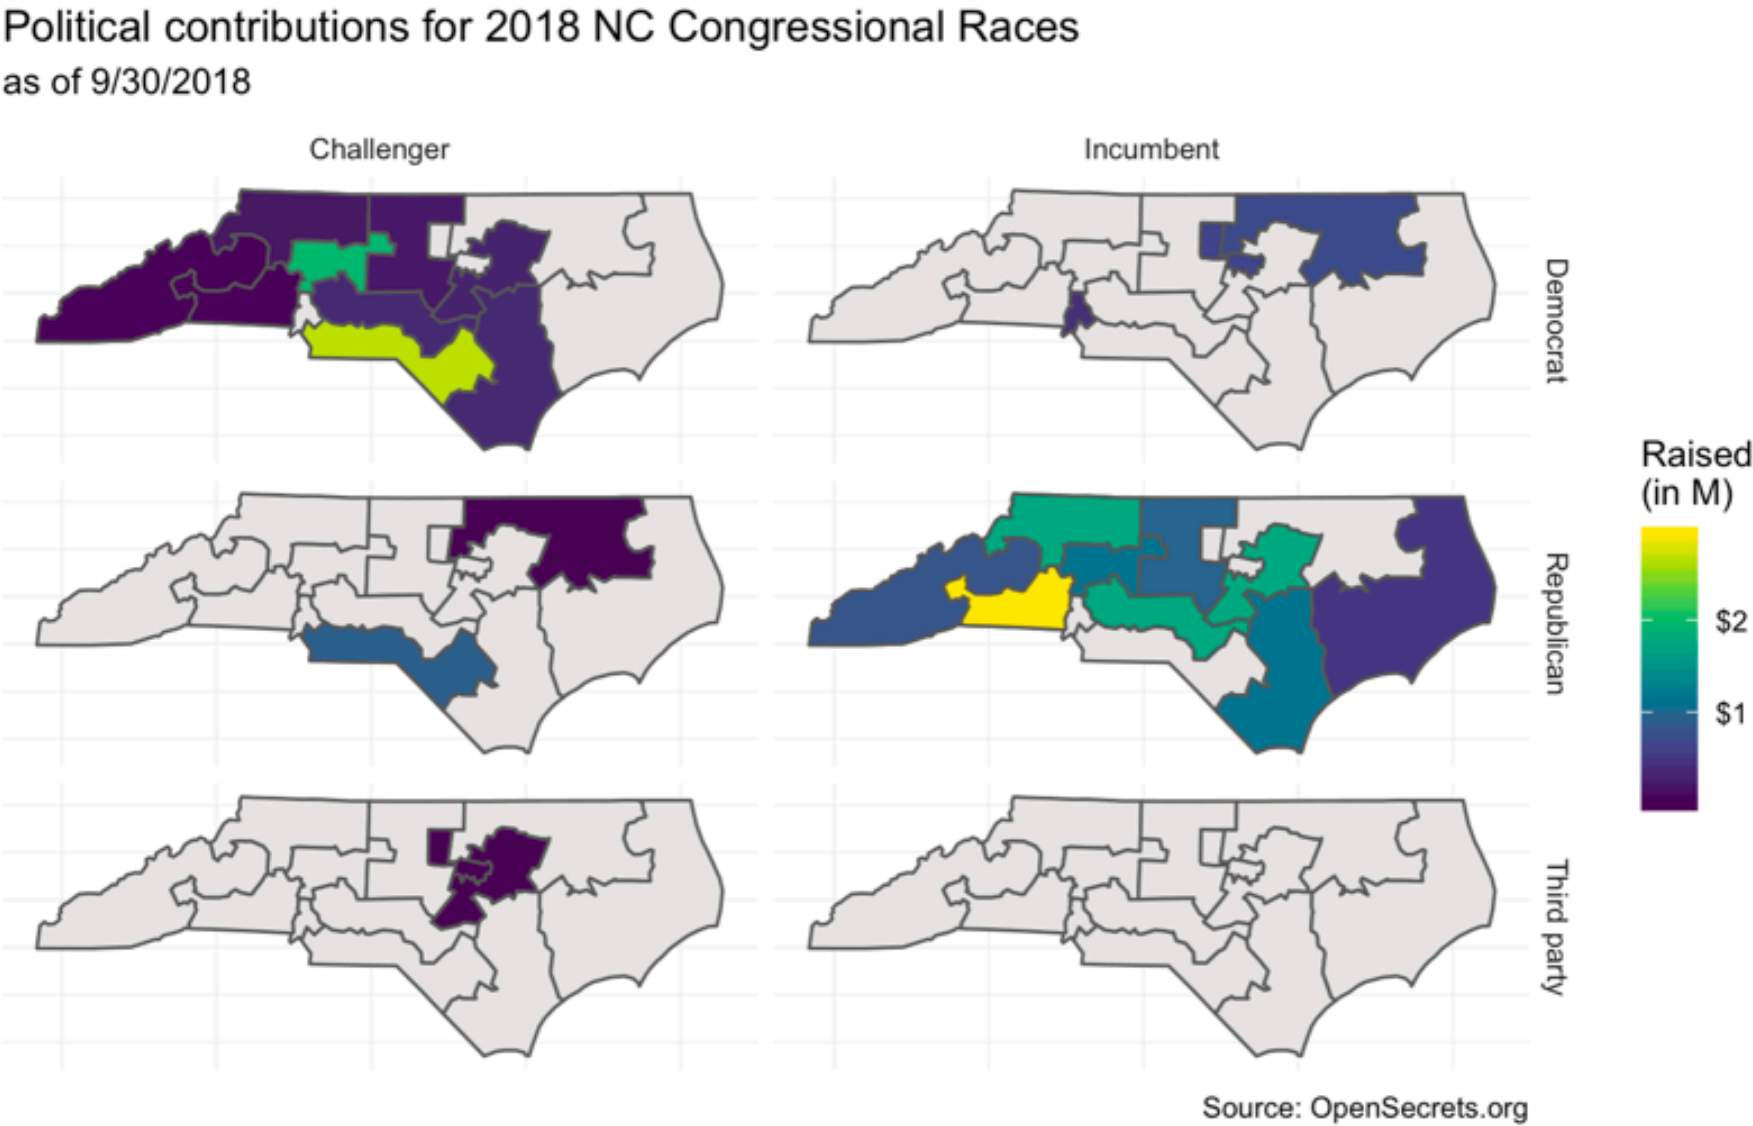 Political contributions for 2018 NC Congressional Races
as of 9/30/2018
Challenger
Incumbent
Democrat
Republican
Third party
Raised
(in M)
$2
$1
Source: OpenSecrets.org